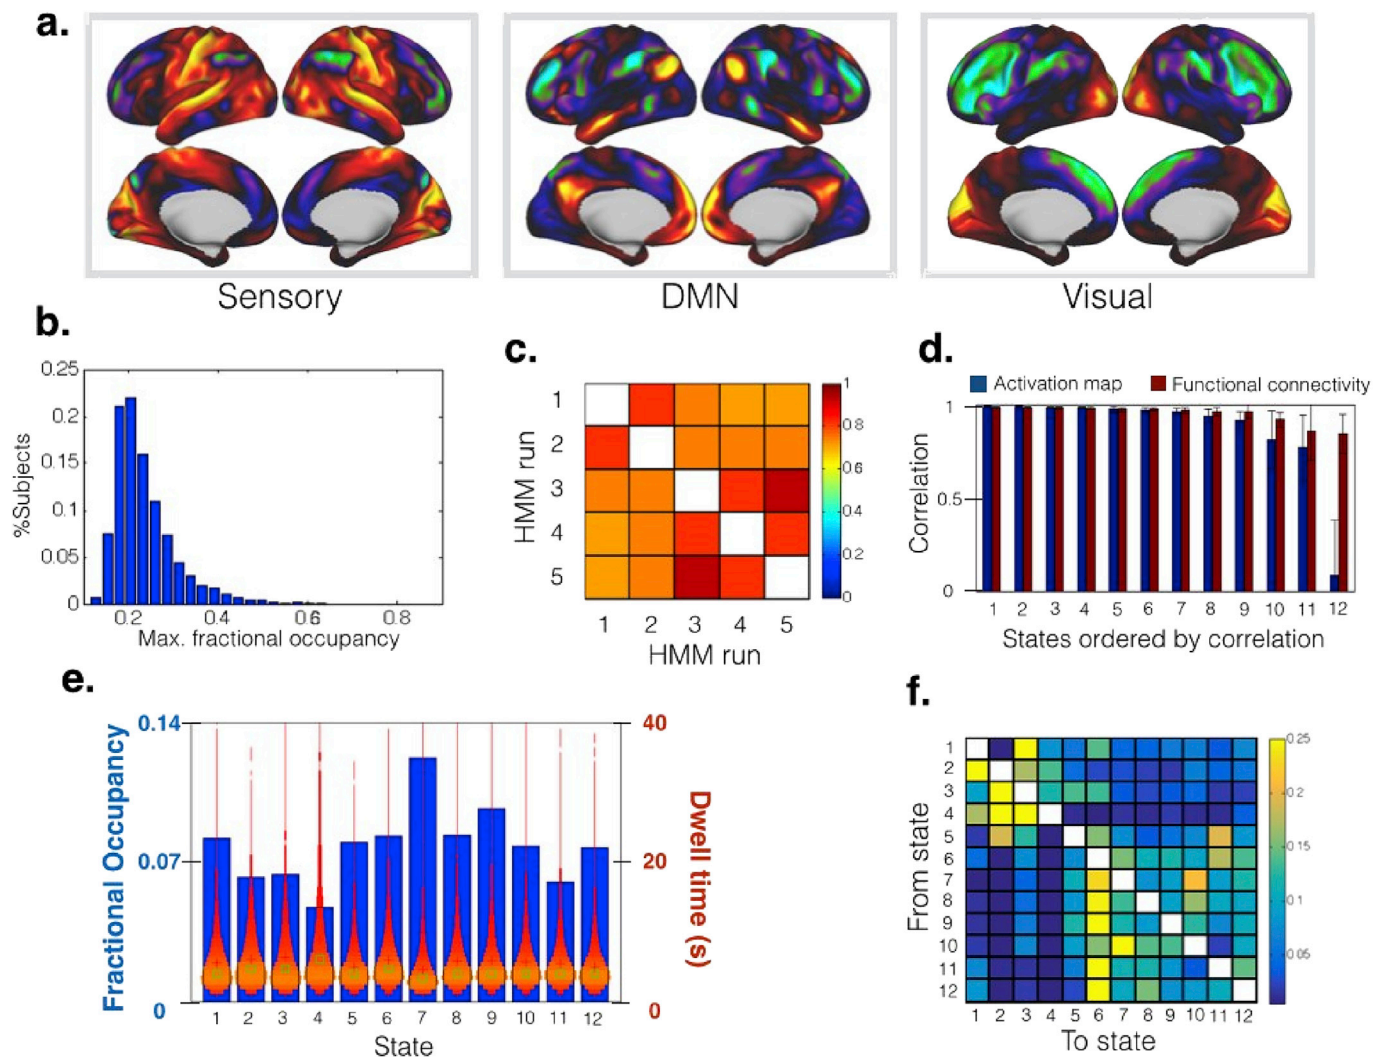 a.
Sensory
DMN
Visual
b.
0.25
0.2
0.15
0.1
0.05
0
%Subjects
0.2
0.4
0.6
0.8
Max. fractional occupancy
c.
HMM run
1
2
3
4
5
1 2 3 4 5
HMM run
1
0.8
0.6
0.4
0.2
0
d.
Activation map
Functional connectivity
Correlation
1
0.5
0
1 2 3 4 5 6 7 8 9 10 11 12
States ordered by correlation
e.
Fractional Occupancy
0.14
0.07
0
40
20
0
Dwell time (s)
1 2 3 4 5 6 7 8 9 10 11 12
State
f.
From state
1
2
3
4
5
6
7
8
9
10
11
12
1 2 3 4 5 6 7 8 9 10 11 12
To state
0.25
0.2
0.15
0.1
0.05